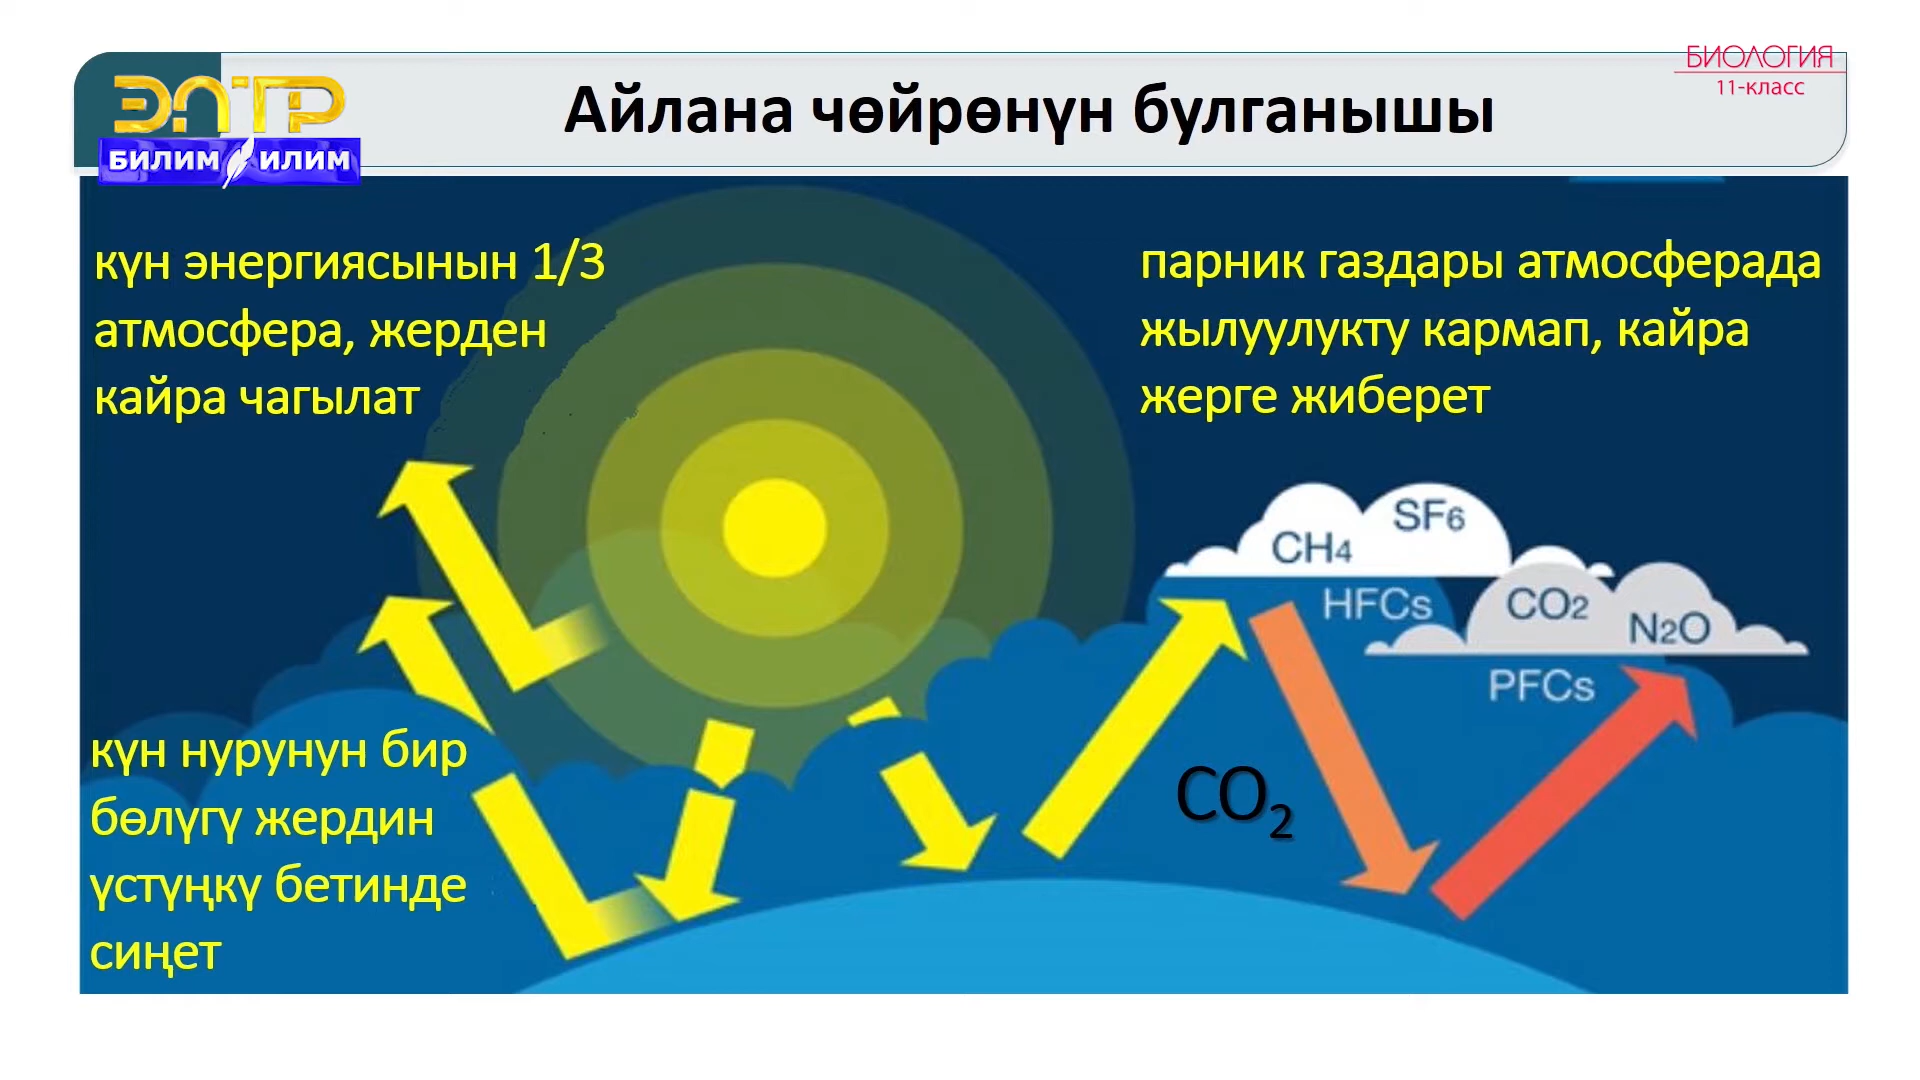 ЭЛТР
БИЛИМ ИЛИМ
Айлана чөйрөнүн булганышы
БИОЛОГИЯ
11-класс
күн энергиясынын 1/3
атмосфера, жерден
кайра чагылат
парник газдары атмосферада
жылуулукту кармап, кайра
жерге жиберет
SF6
CH4
HFCs
CO2
N2O
PFCs
CO₂
күн нурунун бир
бөлүгү жердин
үстүңкү бетинде
сиңет